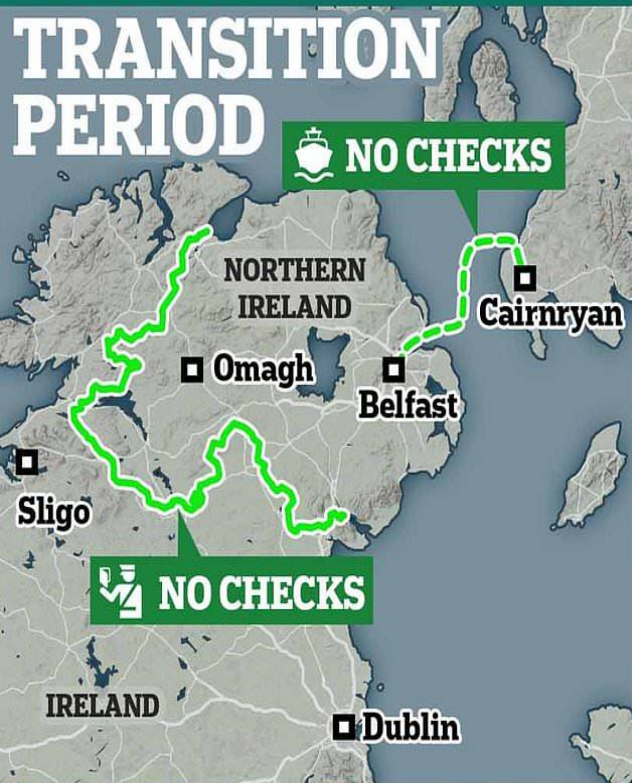 TRANSITION
PERIOD
NO CHECKS
NORTHERN
IRELAND
Cairnryan
Omagh
Belfast
Sligo
NO CHECKS
IRELAND
Dublin